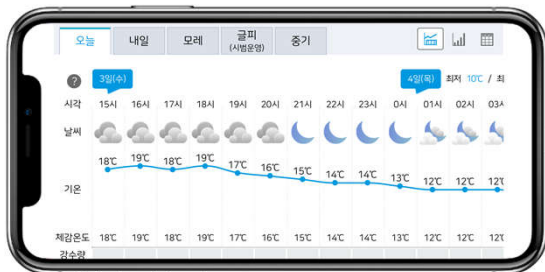 오늘 내일 모레 글피 중기
(시범운영)
? 3일(수) 4일(목) 최저 10℃ / 최
시각 15시 16시 17시 18시 19시 20시 21시 22시 23시 0시 01시 02시 03시
날씨
18℃ 19℃ 18℃ 19℃ 17℃ 16℃ 15℃ 14℃ 14℃ 13℃ 12℃ 12℃ 12℃
기온
체감온도 18℃ 19℃ 18℃ 19℃ 17℃ 16℃ 15℃ 14℃ 14℃ 13℃ 12℃ 12℃ 12℃
강수량